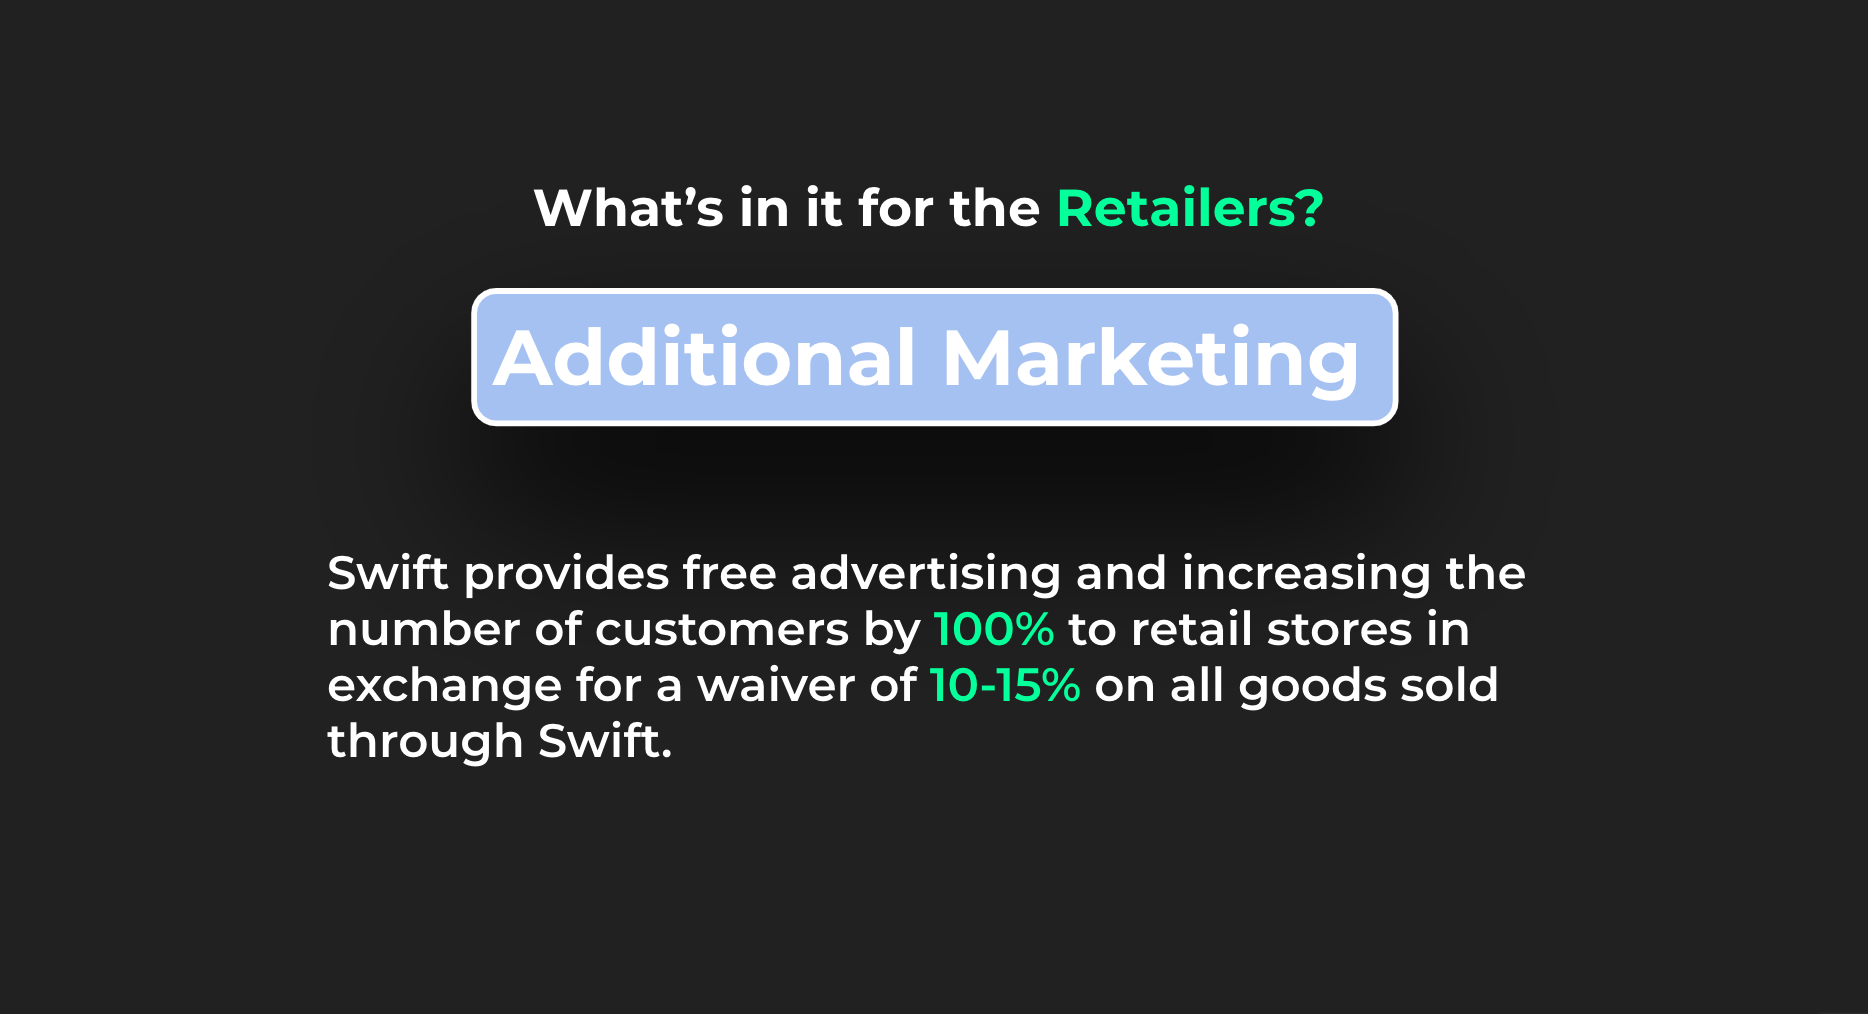 What’s in it for the Retailers?
Additional Marketing
Swift provides free advertising and increasing the
number of customers by 100% to retail stores in
exchange for a waiver of 10-15% on all goods sold
through Swift.